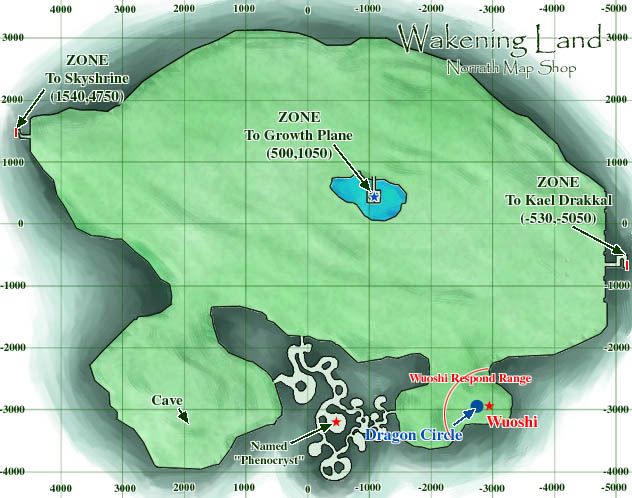 5000 4000 3000 2000 1000 0 -1000 -2000 -3000 -4000 -5000
3000
3000
Wakening Land
Norrath Map Shop
ZONE
To Skyshrine
(1540,4750)
2000
2000
ZONE
To Growth Plane
(500,1050)
1000
1000
ZONE
To Kael Drakkal
(-530,-5050)
0
0
-1000
-1000
-2000
-2000
Wuoshi Respond Range
Cave
-3000
-3000
Wuoshi
Dragon Circle
Named
"Phenocryst"
-4000
-4000
5000 4000 3000 2000 1000 0 -1000 -2000 -3000 -4000 -5000